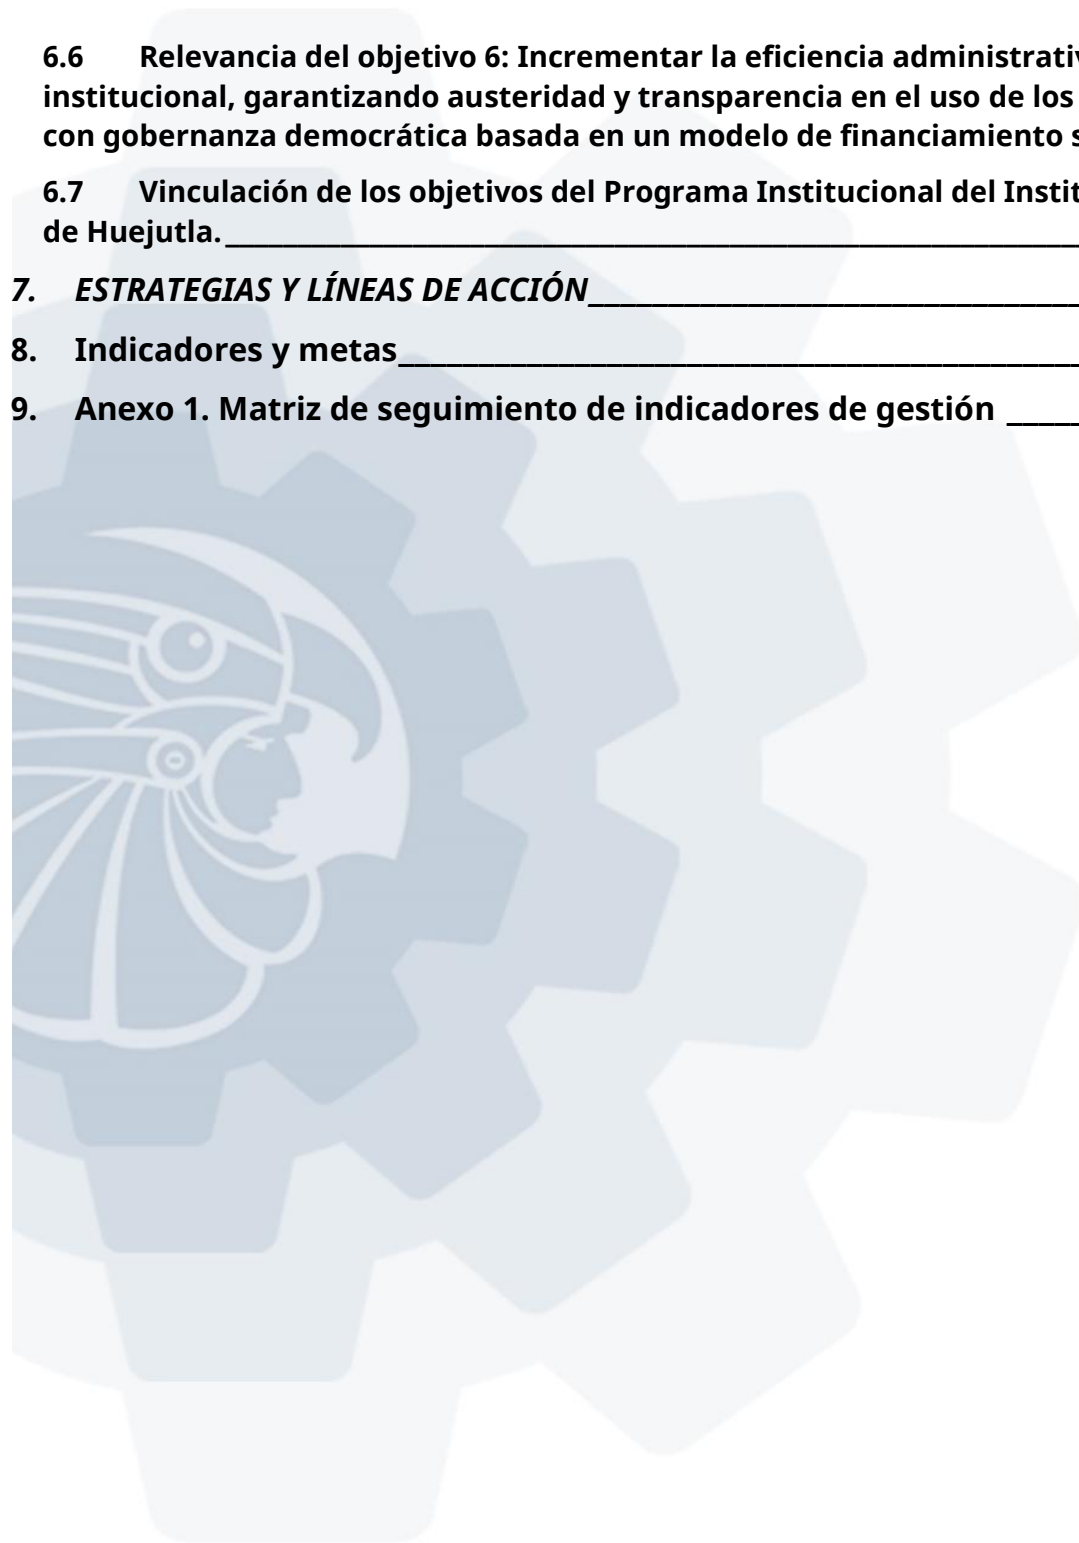 6.6 Relevancia del objetivo 6: Incrementar la eficiencia
institucional, garantizando austeridad y transparencia en el uso de los
con gobernanza democrática basada en un modelo de financiamiento
6.7 Vinculación de los objetivos del Programa Institucional del
de Huejutla.
7. ESTRATEGIAS Y LÍNEAS DE ACCIÓN
8. Indicadores y metas
9. Anexo 1. Matriz de seguimiento de indicadores de gestión